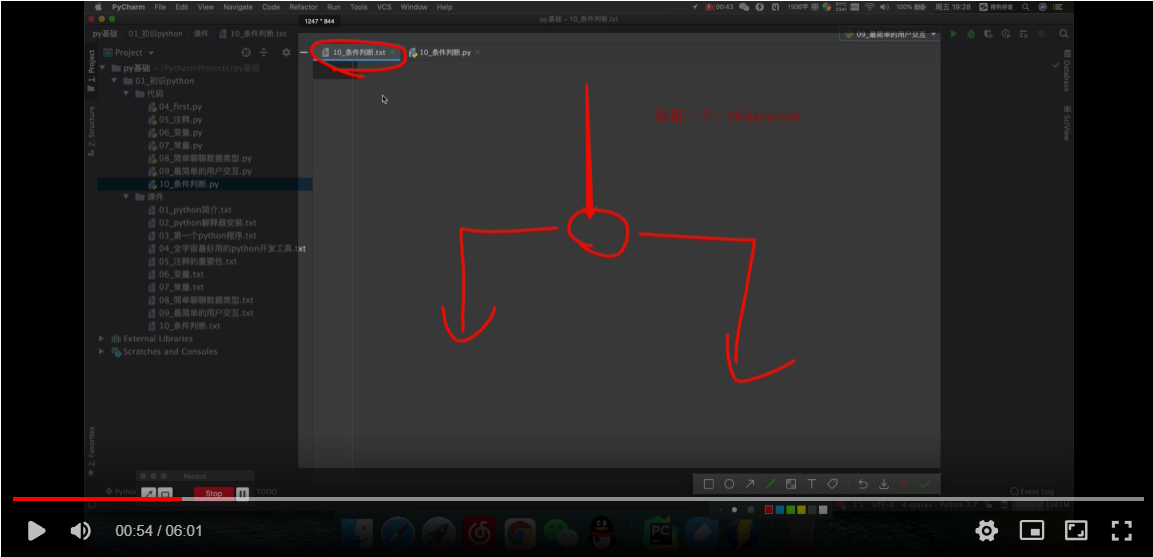 PyCharm File Edit View Navigate Code Refactor Run Tools VCS Window Help
00:43
1936字
100%
周五 19:28
搜狗拼音
1247 * 844
py基础 – 10_条件判断.txt
py基础 01_初识python 课件 10_条件判断.txt
09_最简单的用户交互
Project
10_条件判断.txt
10_条件判断.py
1: Project
Z: Structure
Z: Favorites
Database
SciView
py基础 ~/PycharmProjects/py基础
01_初识python
代码
04_first.py
05_注释.py
06_变量.py
07_常量.py
08_简单聊聊数据类型.py
09_最简单的用户交互.py
10_条件判断.py
课件
01_python简介.txt
02_python解释器安装.txt
03_第一个python程序.txt
04_全宇宙最好用的python开发工具.txt
05_注释的重要性.txt
06_变量.txt
07_常量.txt
08_简单聊聊数据类型.txt
09_最简单的用户交互.txt
10_条件判断.txt
External Libraries
Scratches and Consoles
Record
Python
Stop
TODO
Event Log
1:1 UTF-8 4 spaces Python 3.7
00:54 / 06:01